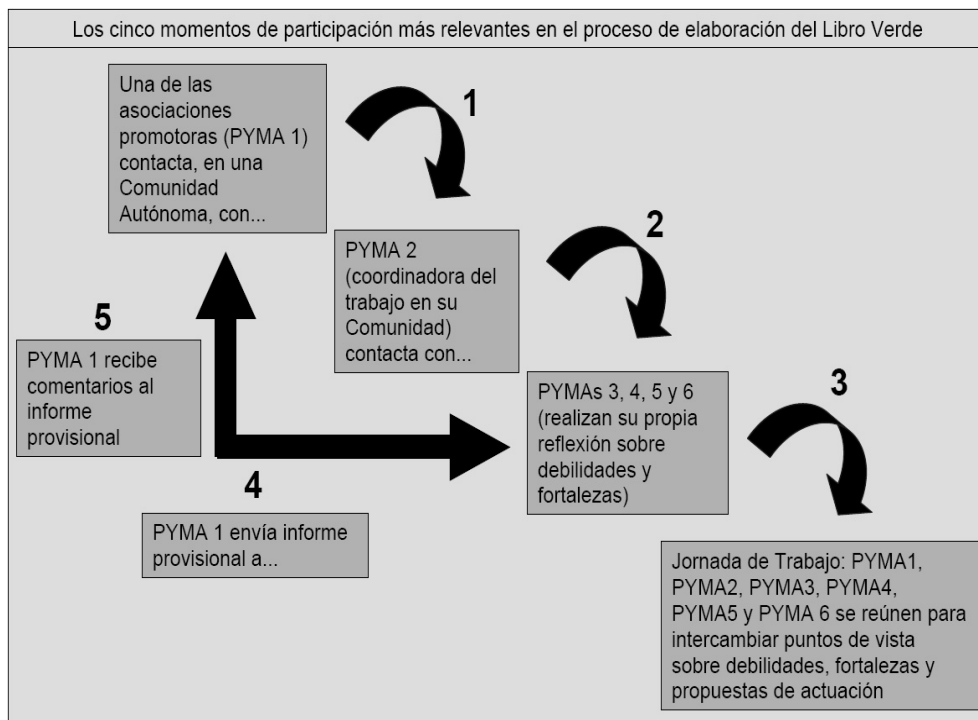 Los cinco momentos de participación más relevantes en el proceso de elaboración del Libro Verde
Una de las
asociaciones
promotoras (PYMA 1)
contacta, en una
Comunidad
Autónoma, con...
1
PYMA 2
(coordinadora del
trabajo en su
Comunidad)
contacta con...
2
PYMAs 3, 4, 5 y 6
(realizan su propia
reflexión sobre
debilidades y
fortalezas)
3
Jornada de Trabajo: PYMA1,
PYMA2, PYMA3, PYMA4,
PYMA5 y PYMA 6 se reúnen para
intercambiar puntos de vista
sobre debilidades, fortalezas y
propuestas de actuación
4
PYMA 1 envía informe
provisional a...
5
PYMA 1 recibe
comentarios al
informe
provisional